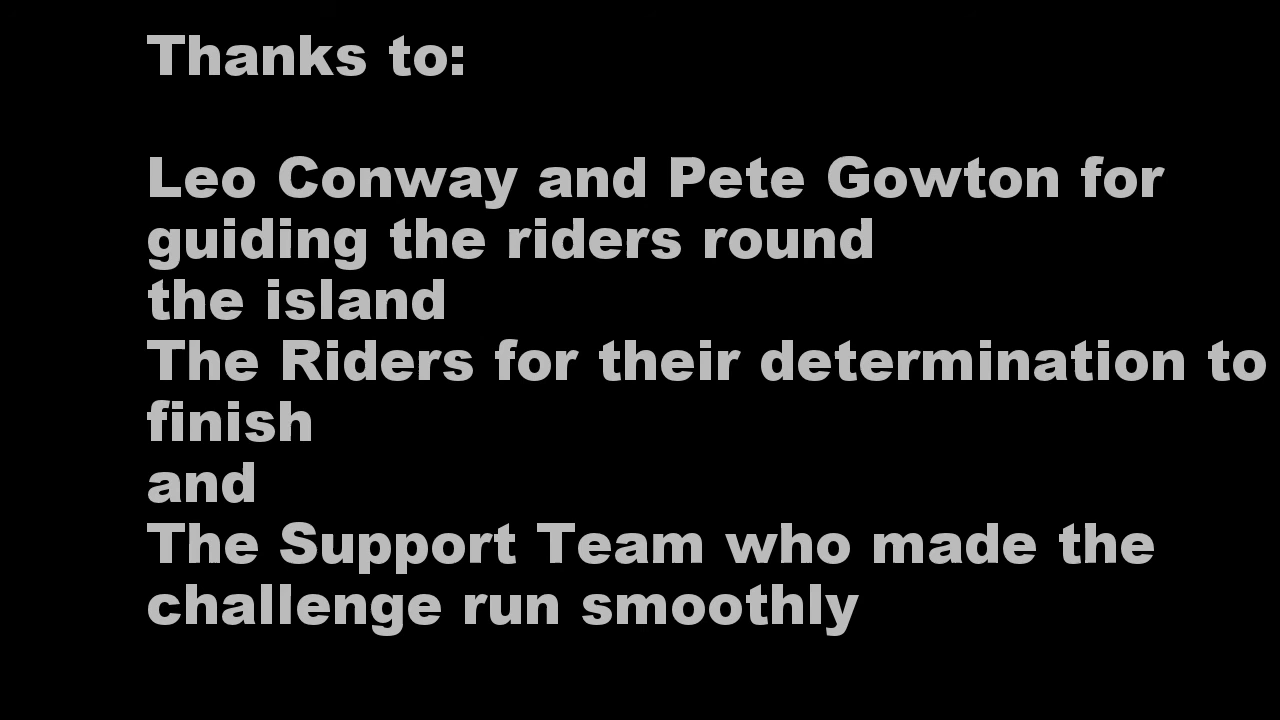 Thanks to:
Leo Conway and Pete Gowton for
guiding the riders round
the island
The Riders for their determination to
finish
and
The Support Team who made the
challenge run smoothly